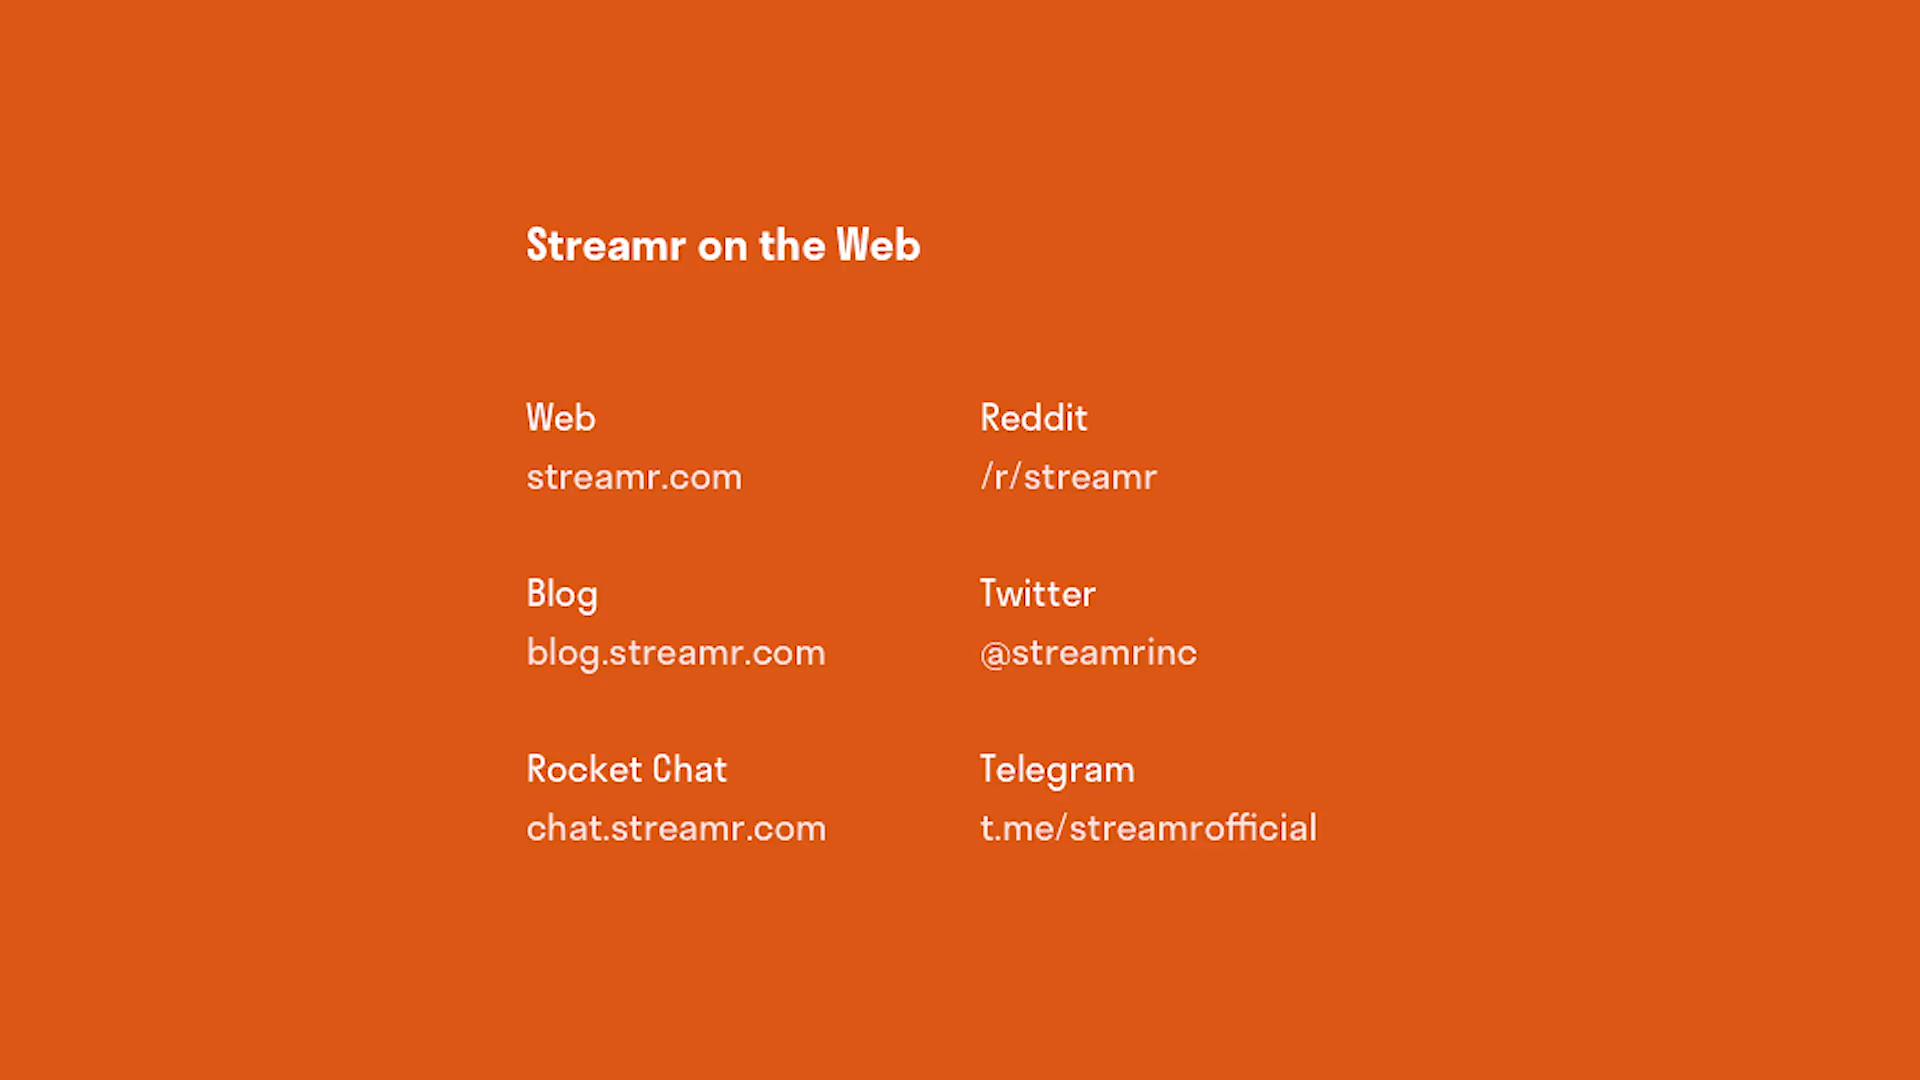 Streamr on the Web
Web
streamr.com
Blog
blog.streamr.com
Rocket Chat
chat.streamr.com
Reddit
/r/streamr
Twitter
@streamrinc
Telegram
t.me/streamrofficial